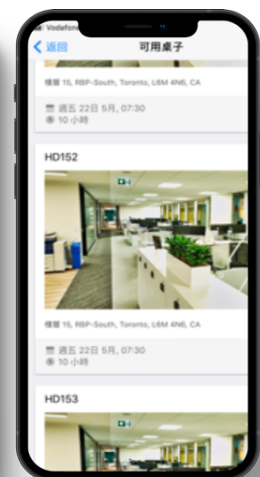 Vodafone
返回
可用桌子
樓層 15, RBP-South, Toronto, L6M 4N6, CA
週五 22日 5月, 07:30
10 小時
HD152
樓層 15, RBP-South, Toronto, L6M 4N6, CA
週五 22日 5月, 07:30
10 小時
HD153